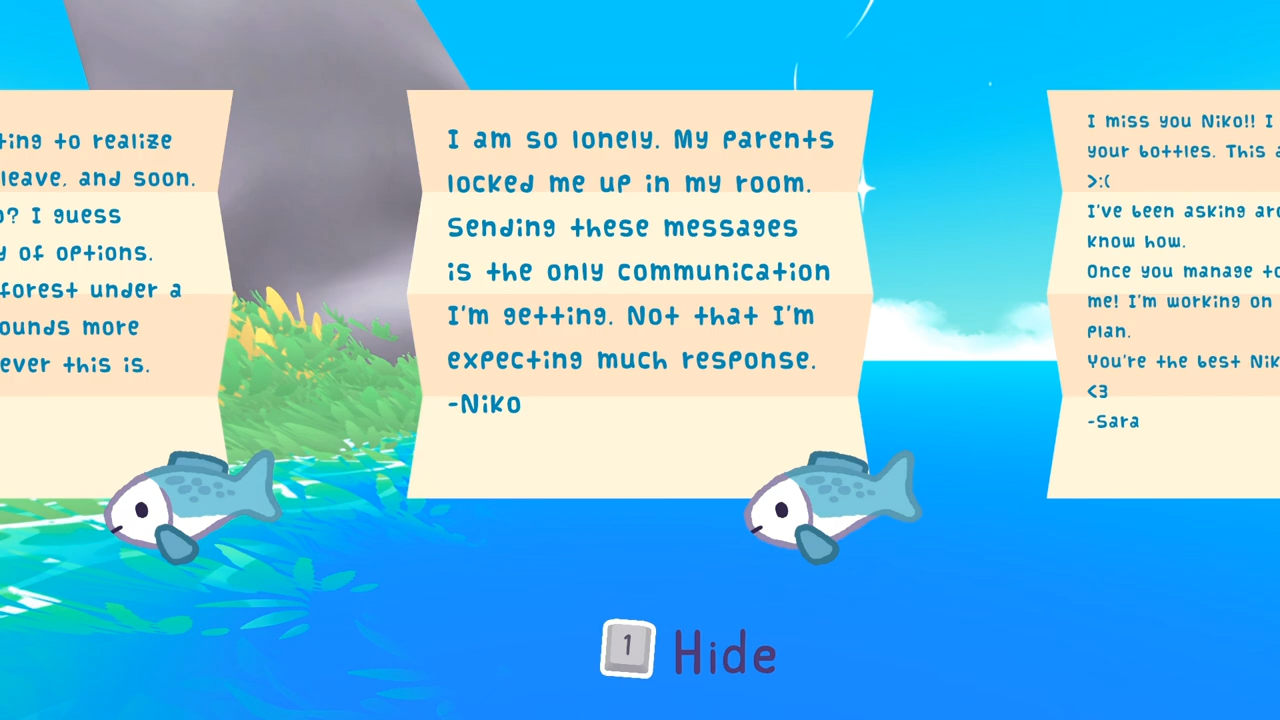 ting to realize
leave, and soon.
? I guess
y of options.
forest under a
ounds more
ever this is.
I am so lonely. My parents
locked me up in my room.
Sending these messages
is the only communication
I'm getting. Not that I'm
expecting much response.
-Niko
I miss you Niko!! I
your bottles. This a
>:(
I've been asking aro
know how.
Once you manage to
me! I'm working on
plan.
You're the best Nik
<3
-Sara
1 Hide